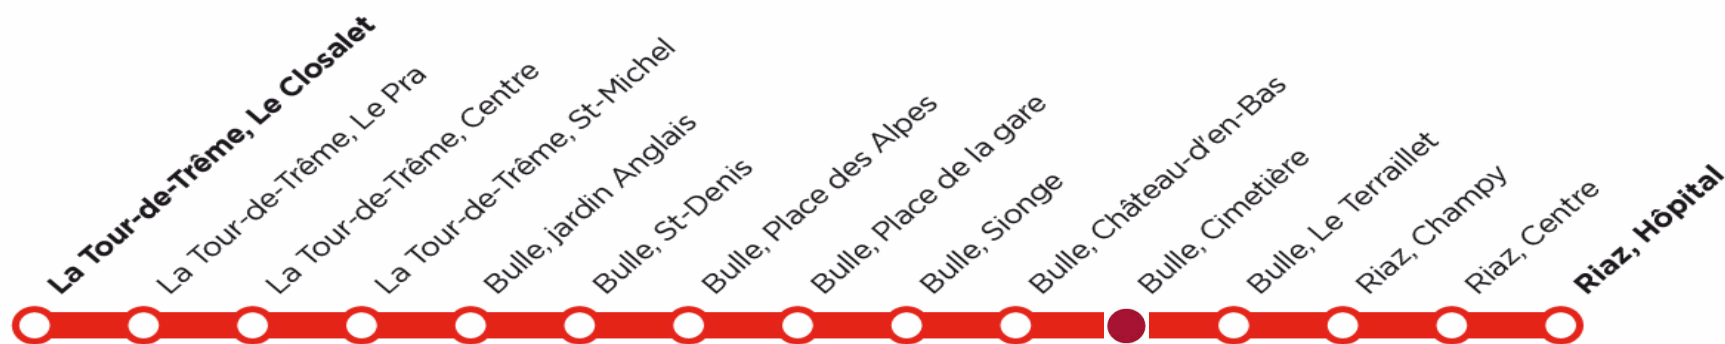 La Tour-de-Trême, Le Closalet
La Tour-de-Trême, Le Pra
La Tour-de-Trême, Centre
La Tour-de-Trême, St-Michel
Bulle, jardin Anglais
Bulle, St-Denis
Bulle, Place des Alpes
Bulle, Place de la gare
Bulle, Sionge
Bulle, Château-d'en-Bas
Bulle, Cimetière
Bulle, Le Terraillet
Riaz, Champy
Riaz, Centre
Riaz, Hôpital